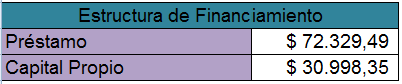 Estructura de Financiamiento
Préstamo $ 72.329,49
Capital Propio $ 30.998,35